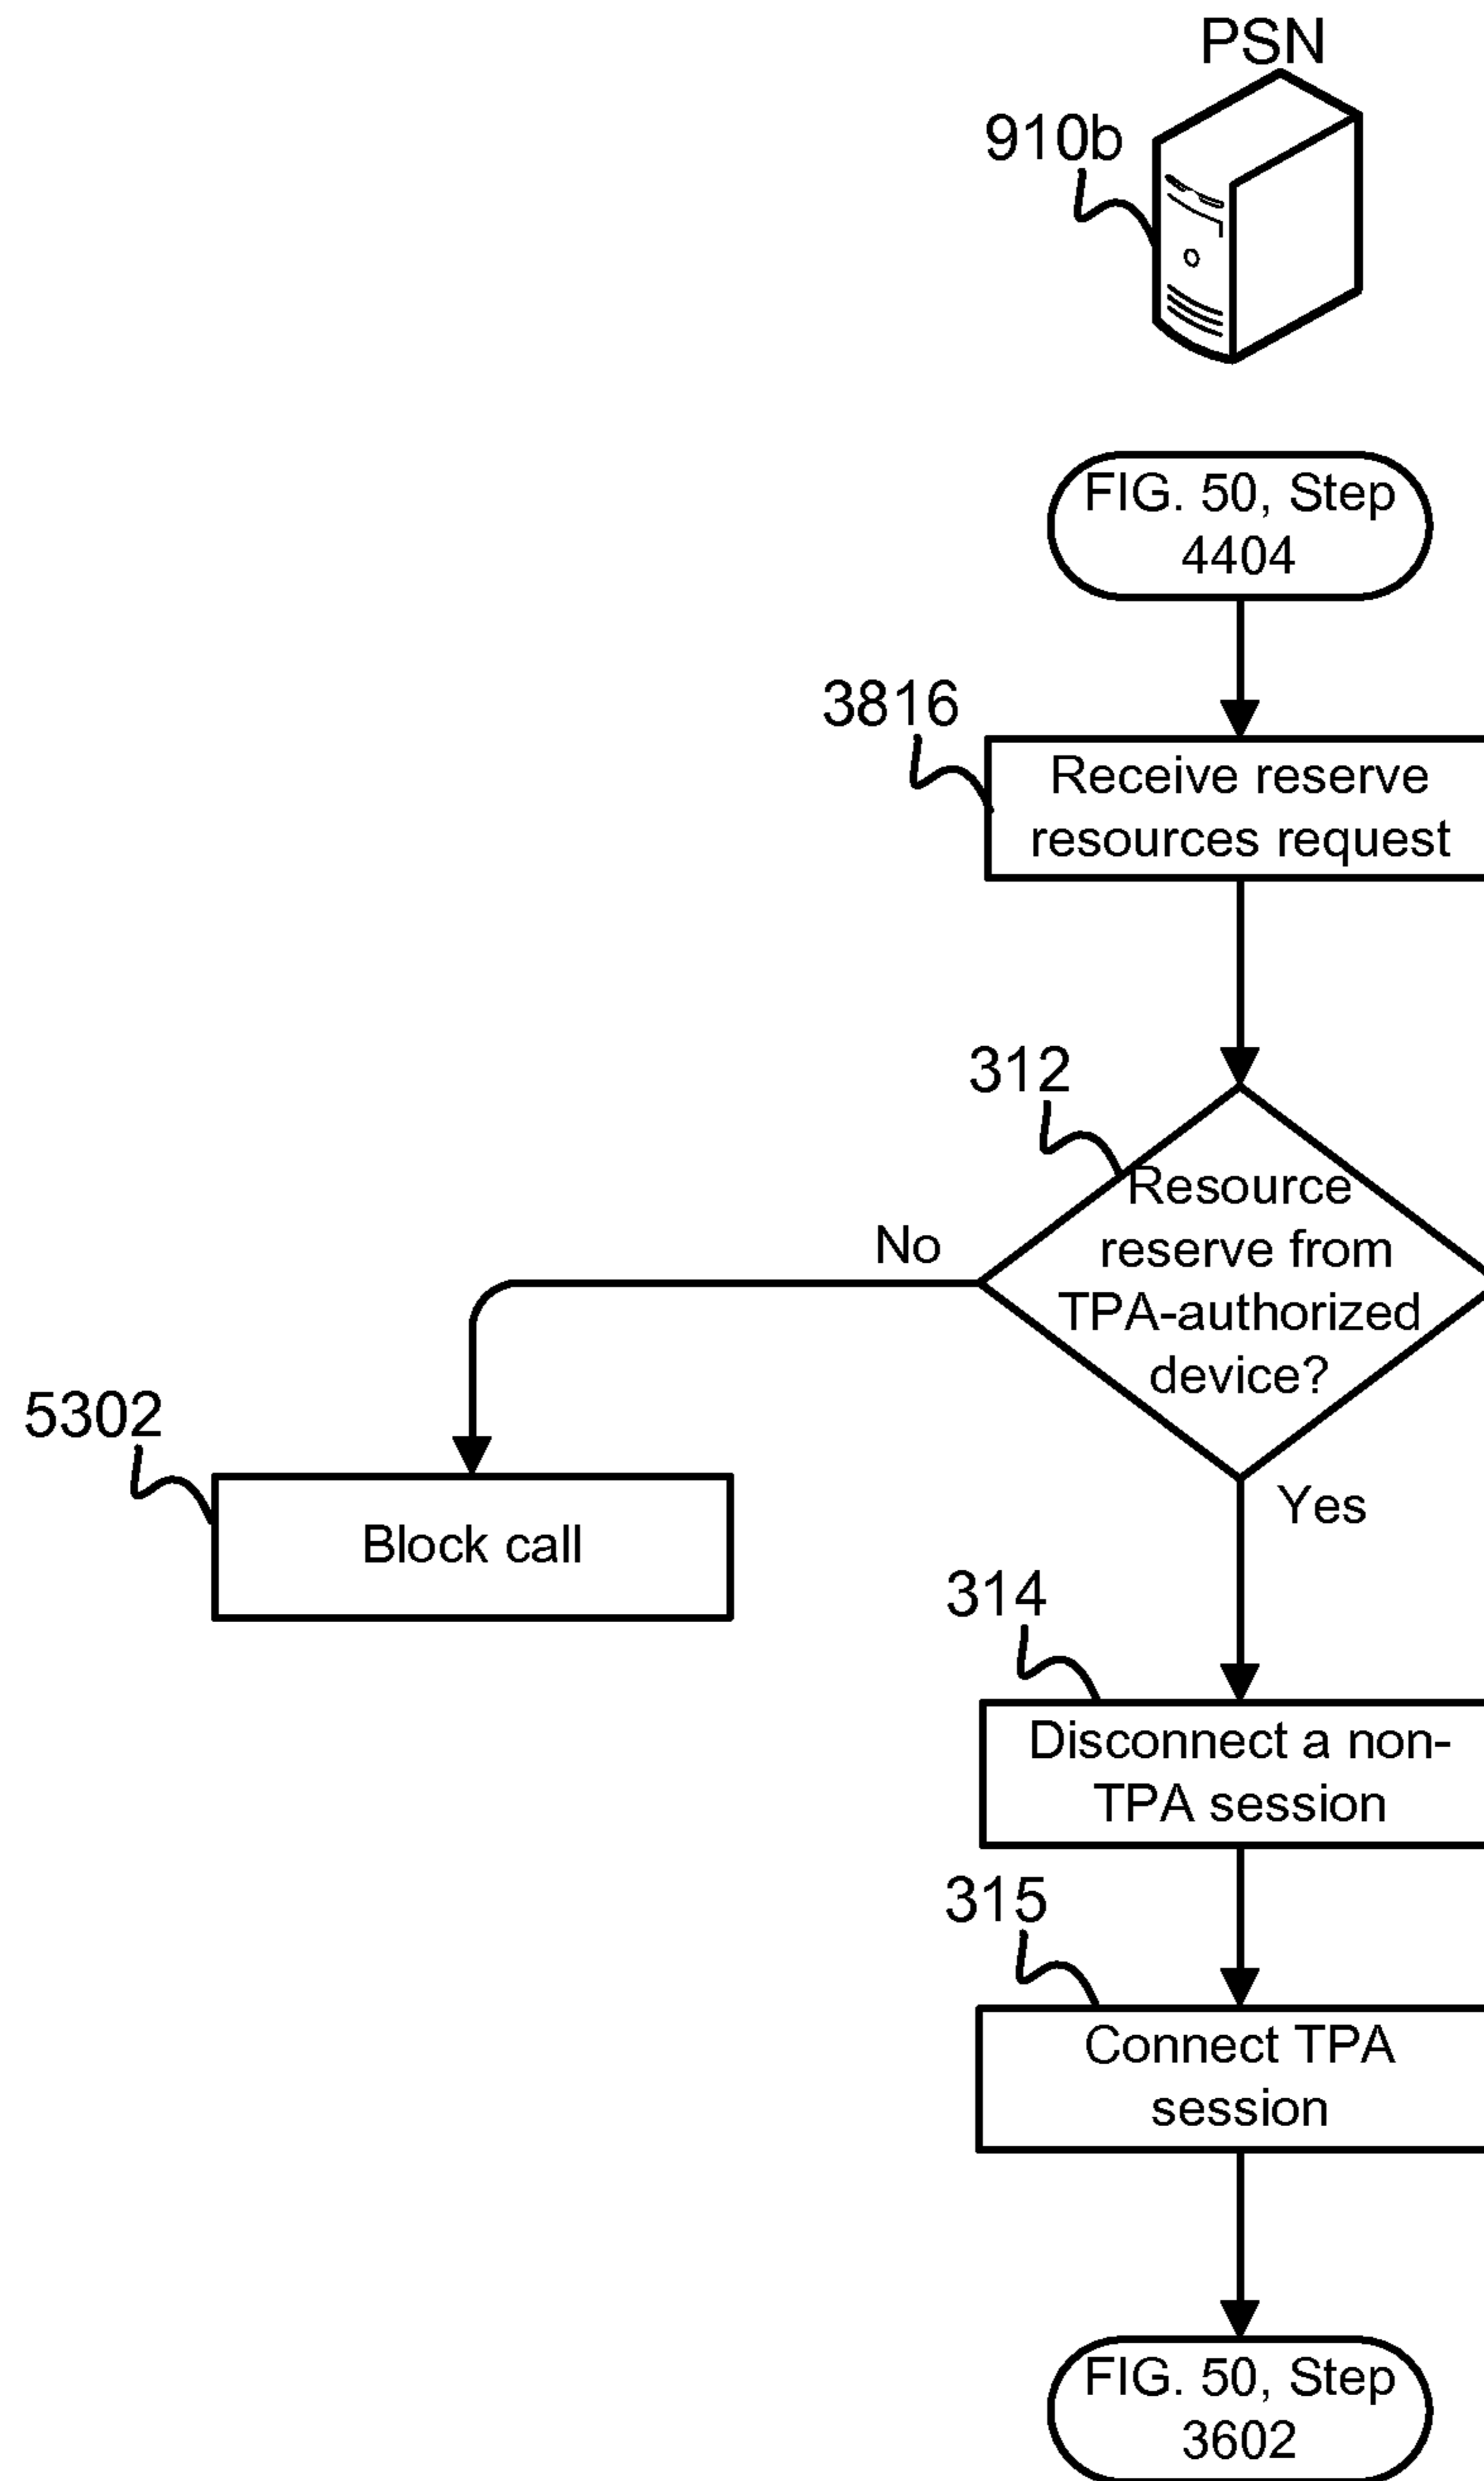 PSN
910b
FIG. 50, Step
4404
3816
Receive reserve
resources request
312
Resource
reserve from
TPA-authorized
device?
No
Yes
5302
Block call
314
Disconnect a non-
TPA session
315
Connect TPA
session
FIG. 50, Step
3602